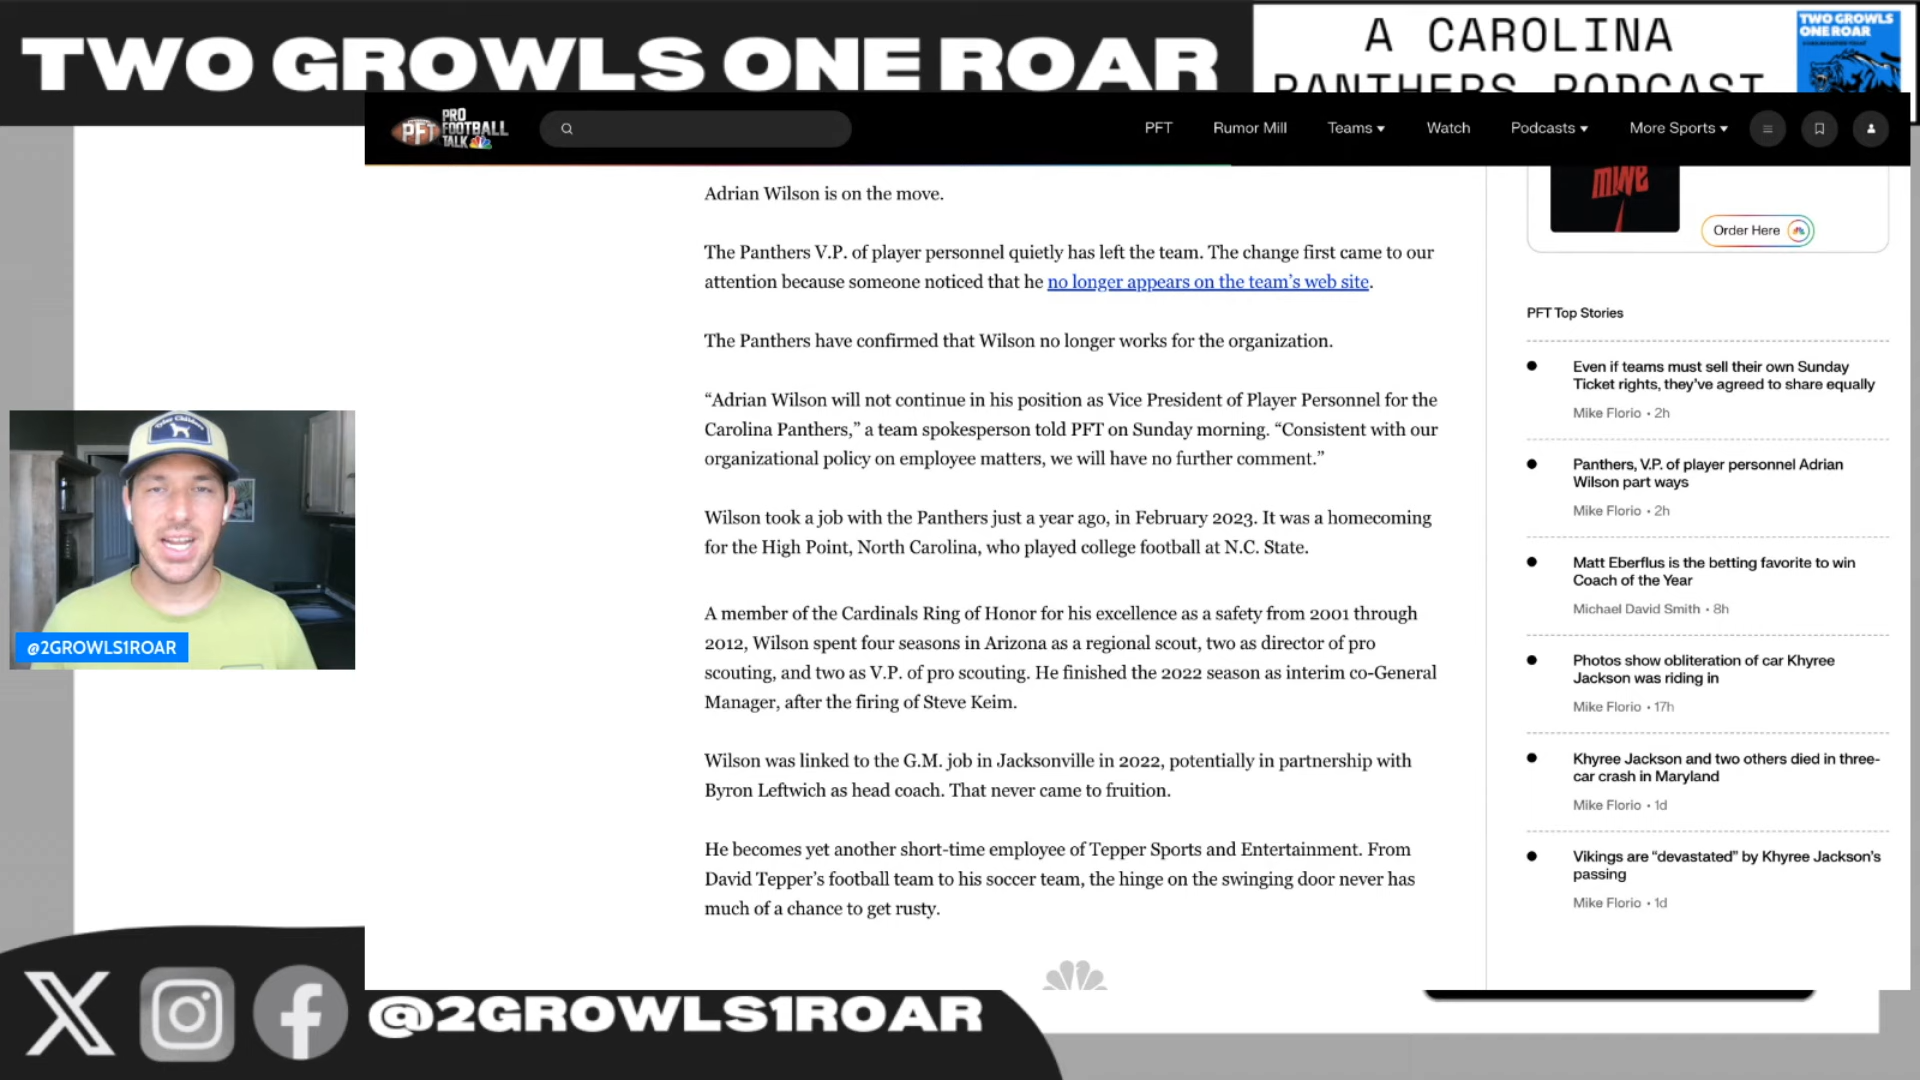 TWO GROWLS ONE ROAR
A CAROLINA
PANTHERS PODCAST
TWO GROWLS
ONE ROAR
PFT PRO
FOOTBALL
TALK
PFT
Rumor Mill
Teams
Watch
Podcasts
More Sports
Adrian Wilson is on the move.
The Panthers V.P. of player personnel quietly has left the team. The change first came to our
attention because someone noticed that he no longer appears on the team’s web site.
The Panthers have confirmed that Wilson no longer works for the organization.
“Adrian Wilson will not continue in his position as Vice President of Player Personnel for the
Carolina Panthers,” a team spokesperson told PFT on Sunday morning. “Consistent with our
organizational policy on employee matters, we will have no further comment.”
Wilson took a job with the Panthers just a year ago, in February 2023. It was a homecoming
for the High Point, North Carolina, who played college football at N.C. State.
A member of the Cardinals Ring of Honor for his excellence as a safety from 2001 through
2012, Wilson spent four seasons in Arizona as a regional scout, two as director of pro
scouting, and two as V.P. of pro scouting. He finished the 2022 season as interim co-General
Manager, after the firing of Steve Keim.
Wilson was linked to the G.M. job in Jacksonville in 2022, potentially in partnership with
Byron Leftwich as head coach. That never came to fruition.
He becomes yet another short-time employee of Tepper Sports and Entertainment. From
David Tepper’s football team to his soccer team, the hinge on the swinging door never has
much of a chance to get rusty.
MINE
Order Here
PFT Top Stories
Even if teams must sell their own Sunday
Ticket rights, they’ve agreed to share equally
Mike Florio • 2h
Panthers, V.P. of player personnel Adrian
Wilson part ways
Mike Florio • 2h
Matt Eberflus is the betting favorite to win
Coach of the Year
Michael David Smith • 8h
Photos show obliteration of car Khyree
Jackson was riding in
Mike Florio • 17h
Khyree Jackson and two others died in three-
car crash in Maryland
Mike Florio • 1d
Vikings are “devastated” by Khyree Jackson’s
passing
Mike Florio • 1d
@2GROWLS1ROAR
@2GROWLS1ROAR